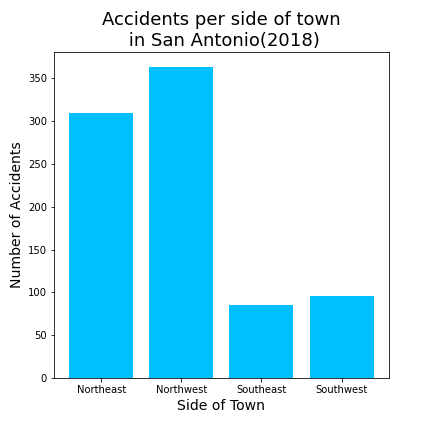 Accidents per side of town
in San Antonio(2018)
350
300
250
200
150
100
50
0
Number of Accidents
Northeast Northwest Southeast Southwest
Side of Town